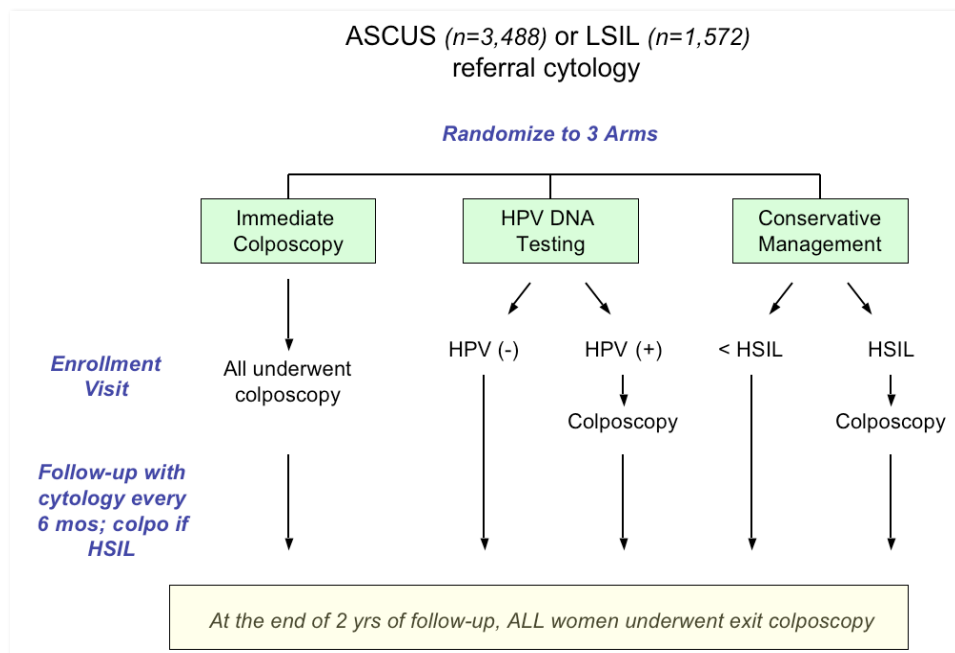 ASCUS (n=3,488) or LSIL (n=1,572)
referral cytology
Randomize to 3 Arms
Immediate
Colposcopy
HPV DNA
Testing
Conservative
Management
Enrollment
Visit
All underwent
colposcopy
HPV (-)
HPV (+)
Colposcopy
< HSIL
HSIL
Colposcopy
Follow-up with
cytology every
6 mos; colpo if
HSIL
At the end of 2 yrs of follow-up, ALL women underwent exit colposcopy